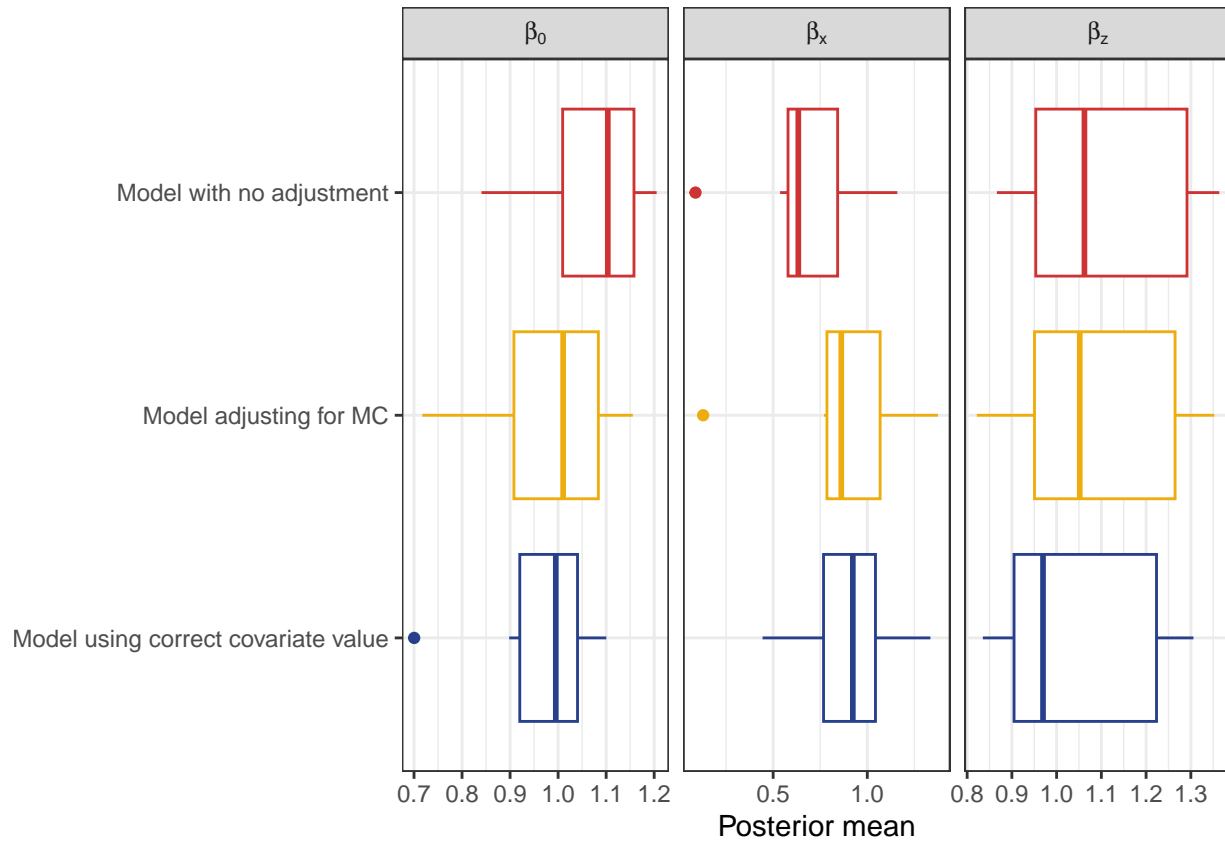 β₀ βₓ β_z
Model with no adjustment
Model adjusting for MC
Model using correct covariate value
0.7 0.8 0.9 1.0 1.1 1.2 0.5 1.0 0.8 0.9 1.0 1.1 1.2 1.3
Posterior mean